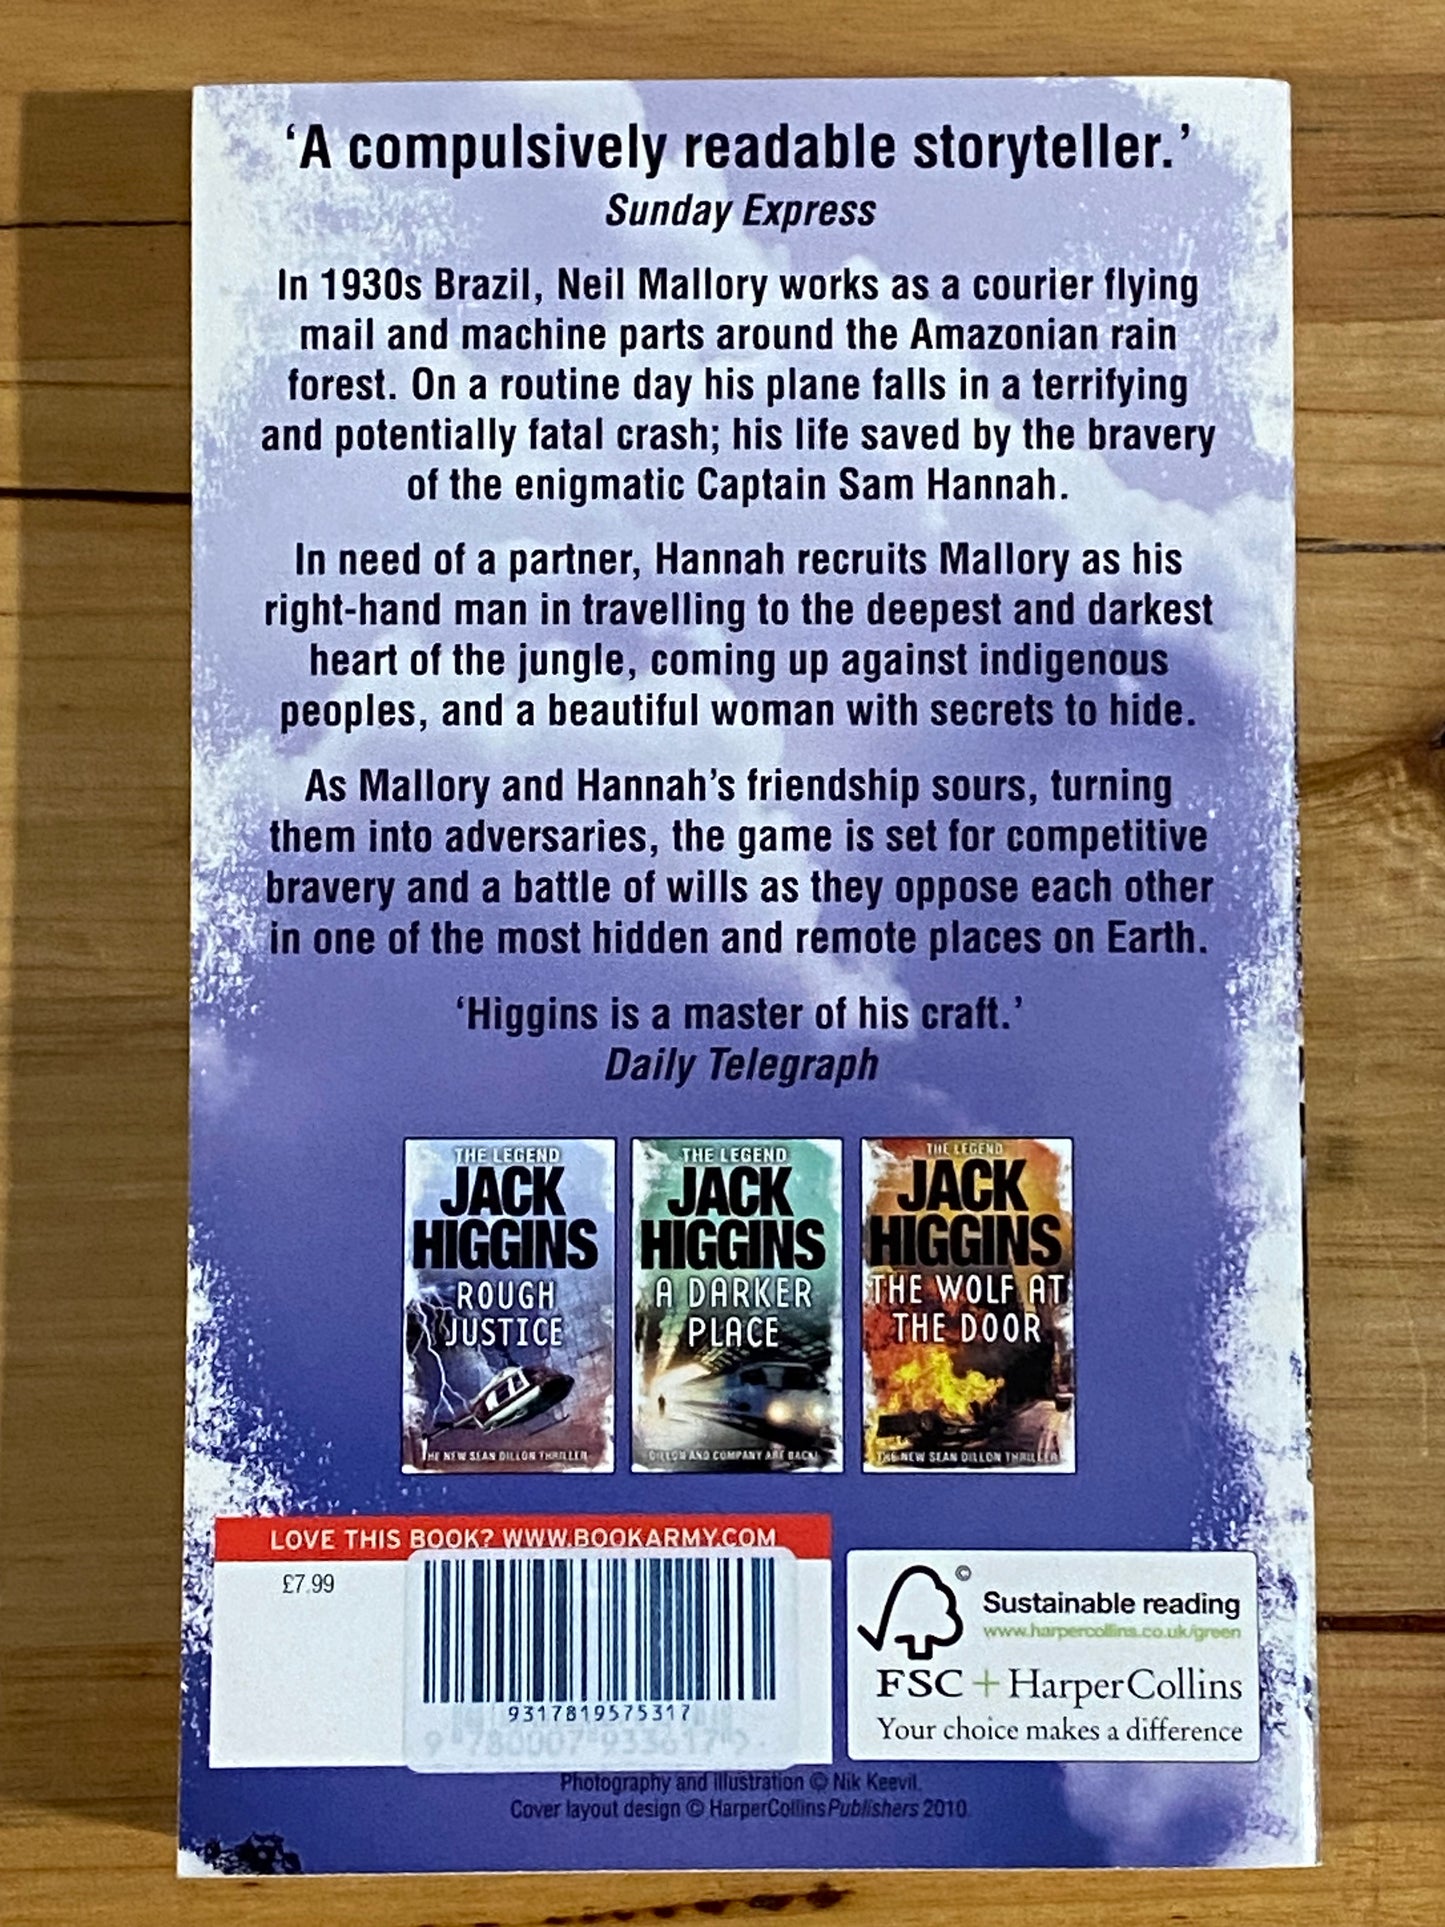 ‘A compulsively readable storyteller.’
Sunday Express
In 1930s Brazil, Neil Mallory works as a courier flying
mail and machine parts around the Amazonian rain
forest. On a routine day his plane falls in a terrifying
and potentially fatal crash; his life saved by the bravery
of the enigmatic Captain Sam Hannah.
In need of a partner, Hannah recruits Mallory as his
right-hand man in travelling to the deepest and darkest
heart of the jungle, coming up against indigenous
peoples, and a beautiful woman with secrets to hide.
As Mallory and Hannah’s friendship sours, turning
them into adversaries, the game is set for competitive
bravery and a battle of wills as they oppose each other
in one of the most hidden and remote places on Earth.
‘Higgins is a master of his craft.’
Daily Telegraph
THE LEGEND
JACK
HIGGINS
ROUGH
JUSTICE
THE NEW SEAN DILLON THRILLER
THE LEGEND
JACK
HIGGINS
A DARKER
PLACE
DILLON AND COMPANY ARE BACK!
THE LEGEND
JACK
HIGGINS
THE WOLF AT
THE DOOR
THE NEW SEAN DILLON THRILLER
LOVE THIS BOOK? WWW.BOOKARMY.COM
£7.99
9317819575317
©
Sustainable reading
www.harpercollins.co.uk/green
FSC + HarperCollins
Your choice makes a difference
Photography and illustration © Nik Keevil.
Cover layout design © HarperCollinsPublishers 2010